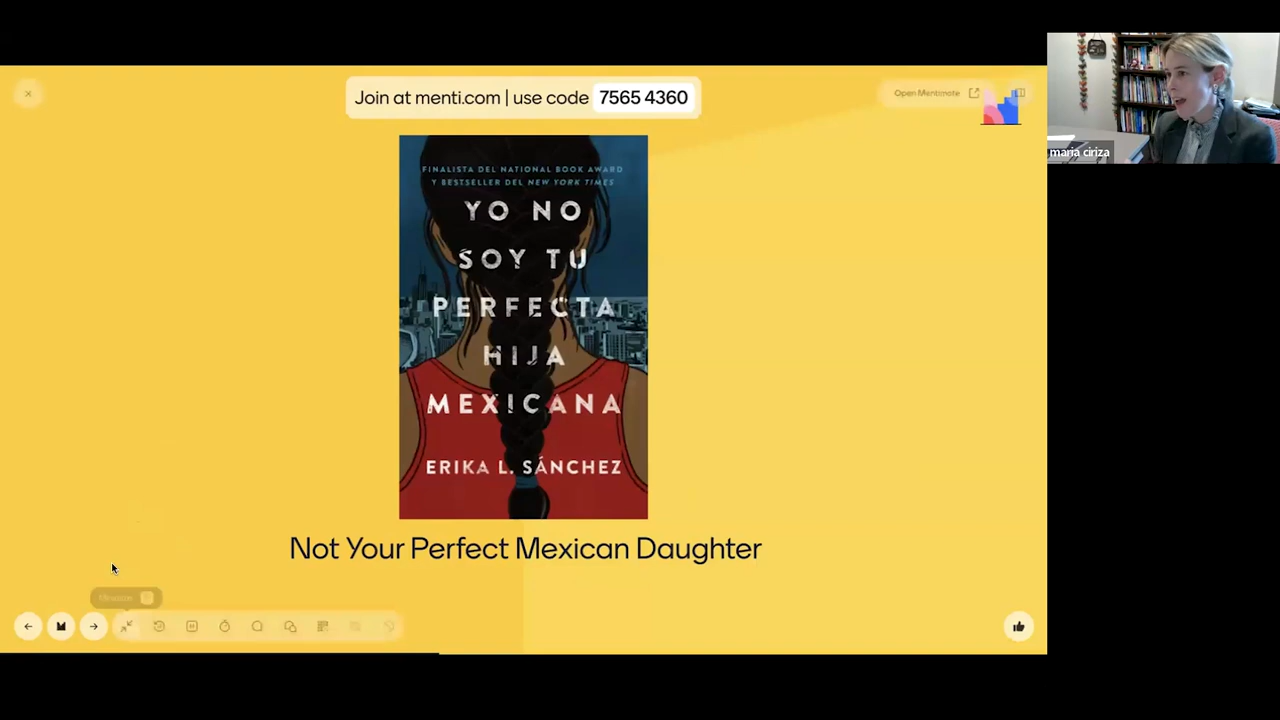 Join at menti.com | use code 7565 4360
Open Mentimote
maria ciriza
FINALISTA DEL NATIONAL BOOK AWARD
Y BESTSELLER DEL NEW YORK TIMES
YO NO
SOY TU
PERFECTA
HIJA
MEXICANA
ERIKA L. SÁNCHEZ
Not Your Perfect Mexican Daughter